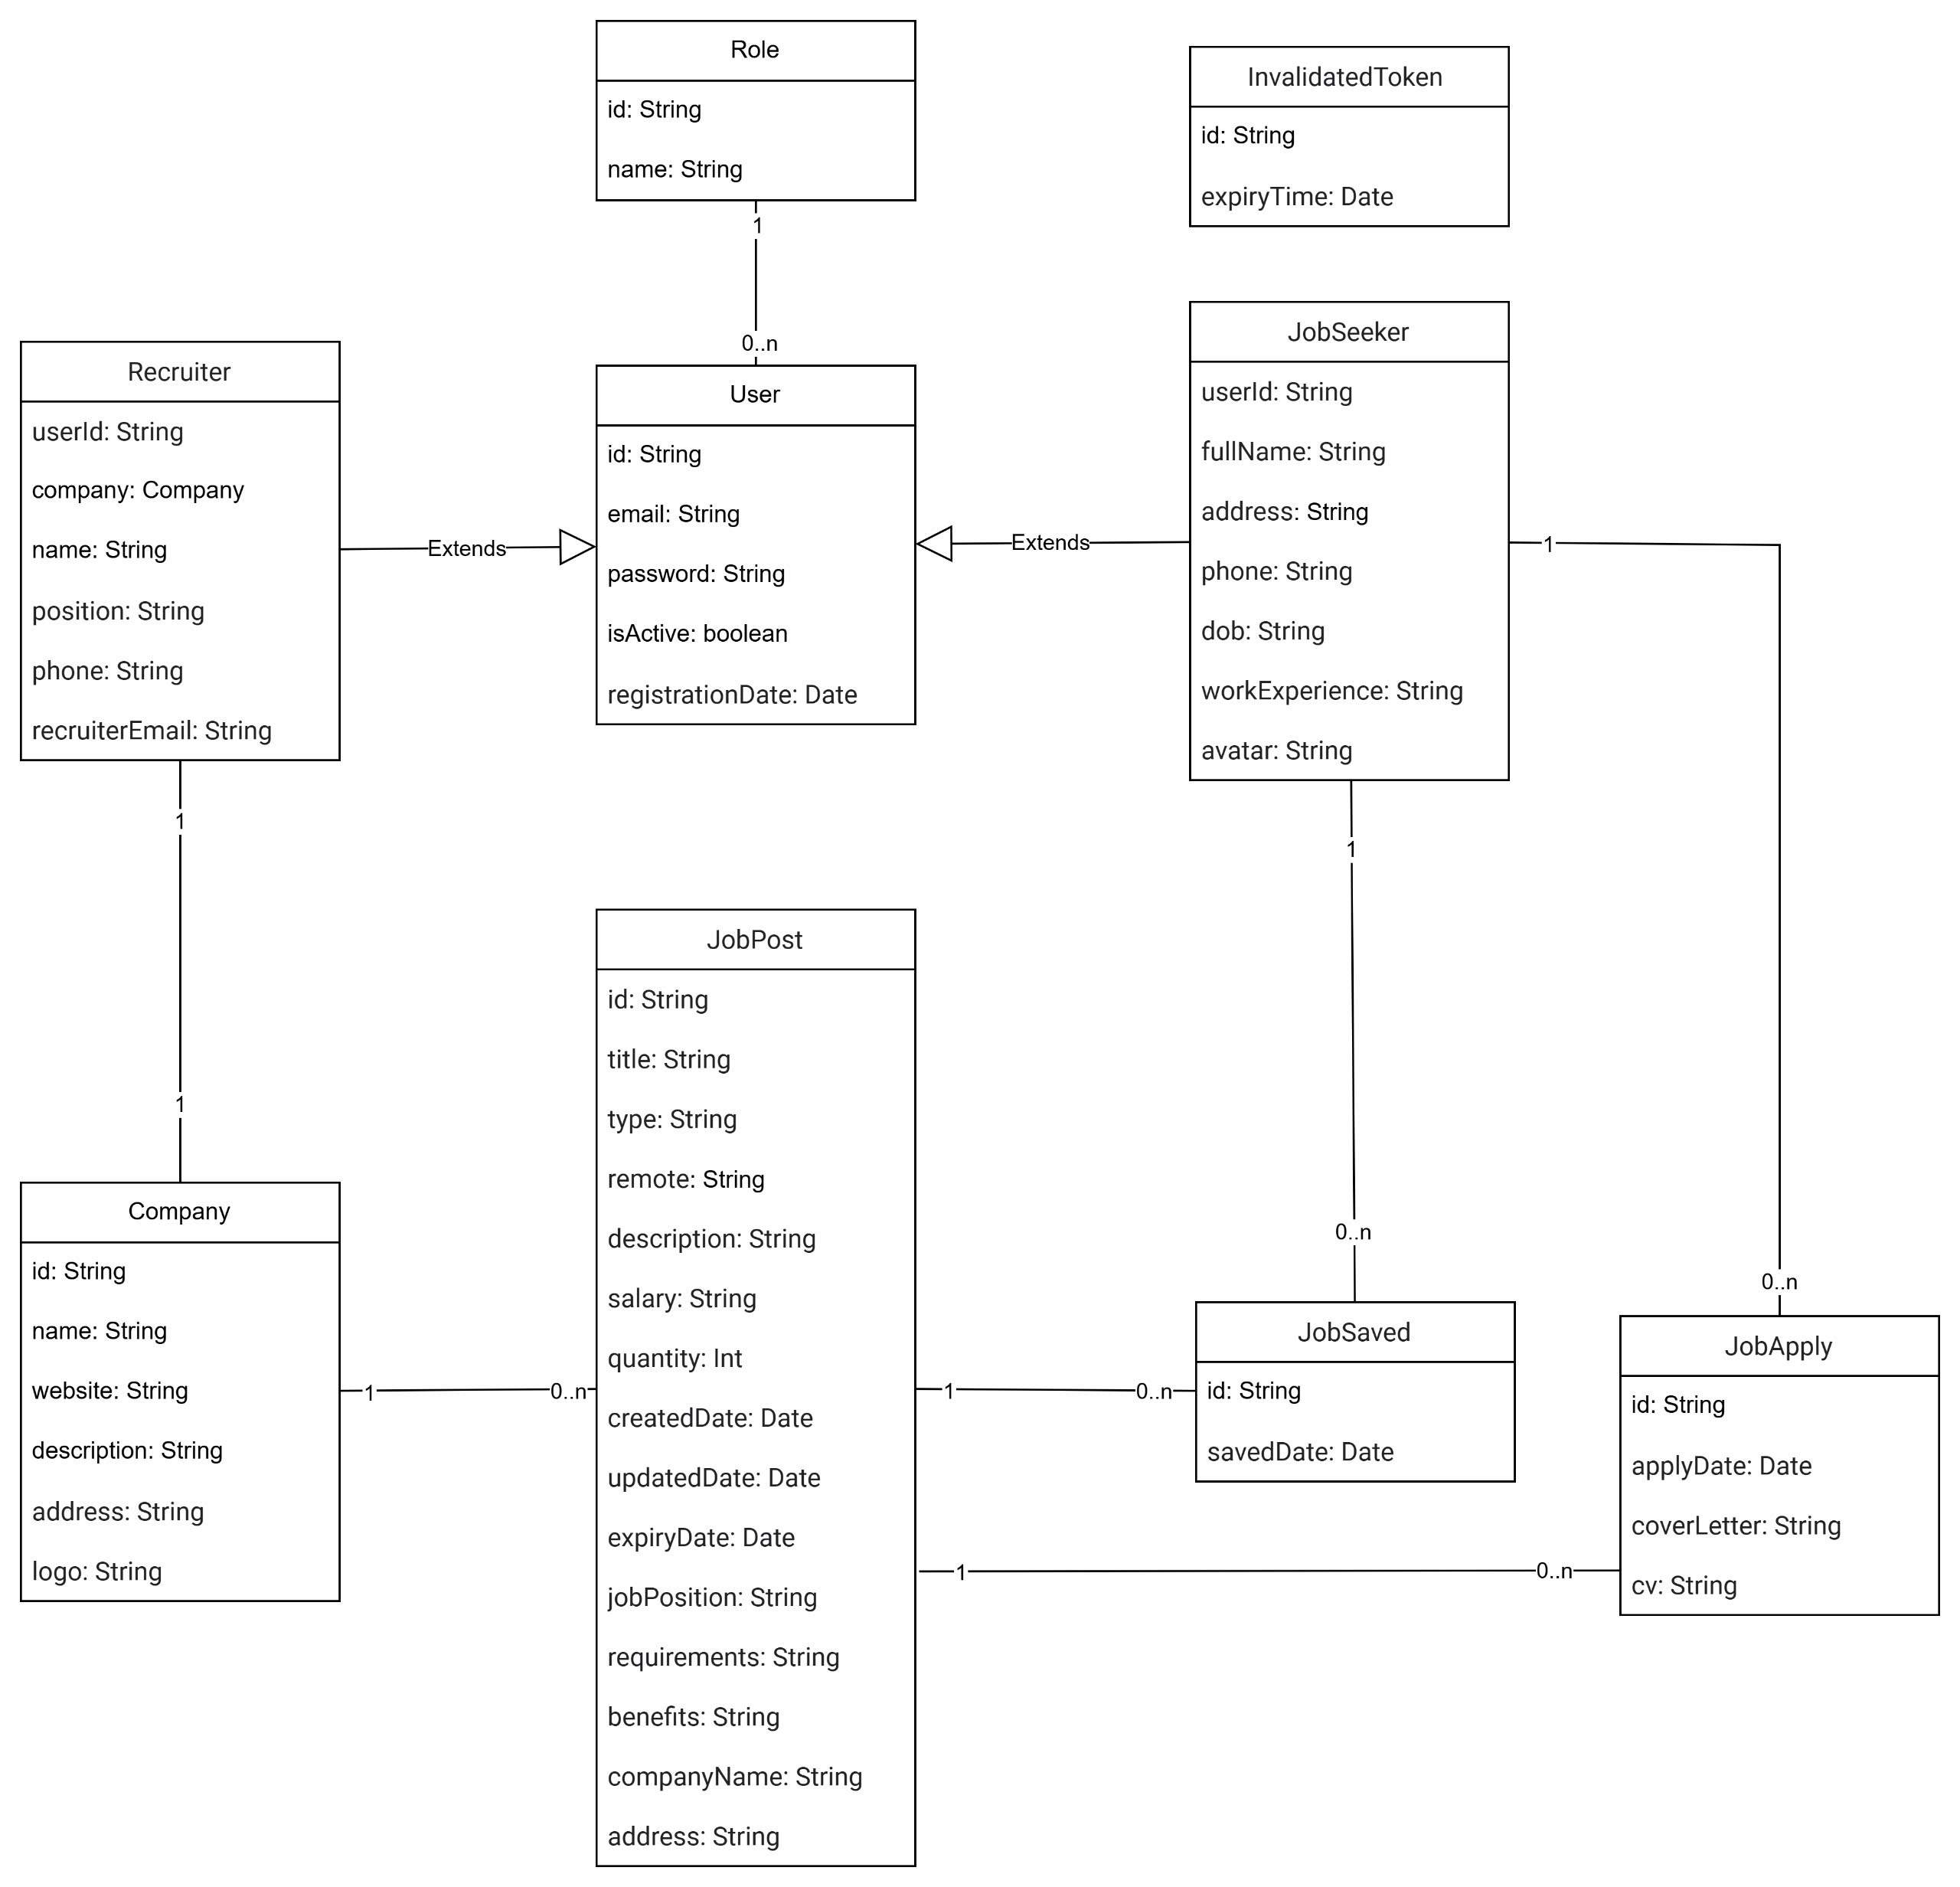 Role
id: String
name: String
1
0..n
InvalidatedToken
id: String
expiryTime: Date
Recruiter
userId: String
company: Company
name: String
position: String
phone: String
recruiterEmail: String
Extends
User
id: String
email: String
password: String
isActive: boolean
registrationDate: Date
Extends
JobSeeker
userId: String
fullName: String
address: String
phone: String
dob: String
workExperience: String
avatar: String
1
0..n
1
0..n
1
1
Company
id: String
name: String
website: String
description: String
address: String
logo: String
1
0..n
JobPost
id: String
title: String
type: String
remote: String
description: String
salary: String
quantity: Int
createdDate: Date
updatedDate: Date
expiryDate: Date
jobPosition: String
requirements: String
benefits: String
companyName: String
address: String
1
0..n
1
0..n
JobSaved
id: String
savedDate: Date
JobApply
id: String
applyDate: Date
coverLetter: String
cv: String